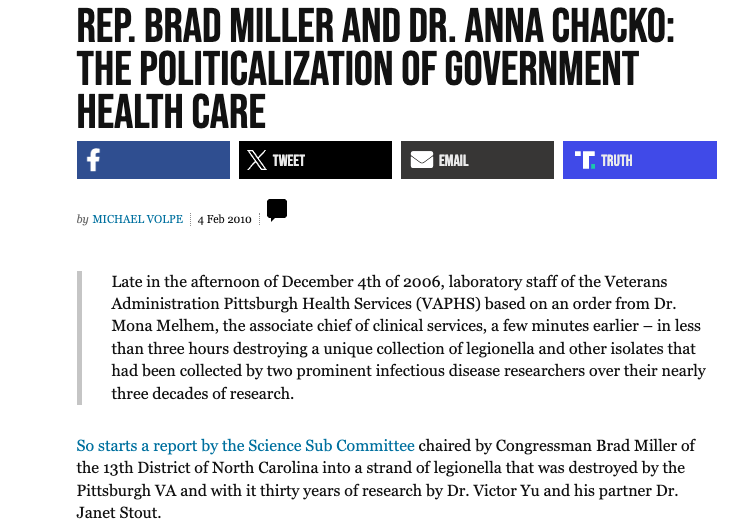 REP. BRAD MILLER AND DR. ANNA CHACKO:
THE POLITICALIZATION OF GOVERNMENT
HEALTH CARE
TWEET
EMAIL
TRUTH
by MICHAEL VOLPE 4 Feb 2010
Late in the afternoon of December 4th of 2006, laboratory staff of the Veterans
Administration Pittsburgh Health Services (VAPHS) based on an order from Dr.
Mona Melhem, the associate chief of clinical services, a few minutes earlier – in less
than three hours destroying a unique collection of legionella and other isolates that
had been collected by two prominent infectious disease researchers over their nearly
three decades of research.
So starts a report by the Science Sub Committee chaired by Congressman Brad Miller of
the 13th District of North Carolina into a strand of legionella that was destroyed by the
Pittsburgh VA and with it thirty years of research by Dr. Victor Yu and his partner Dr.
Janet Stout.